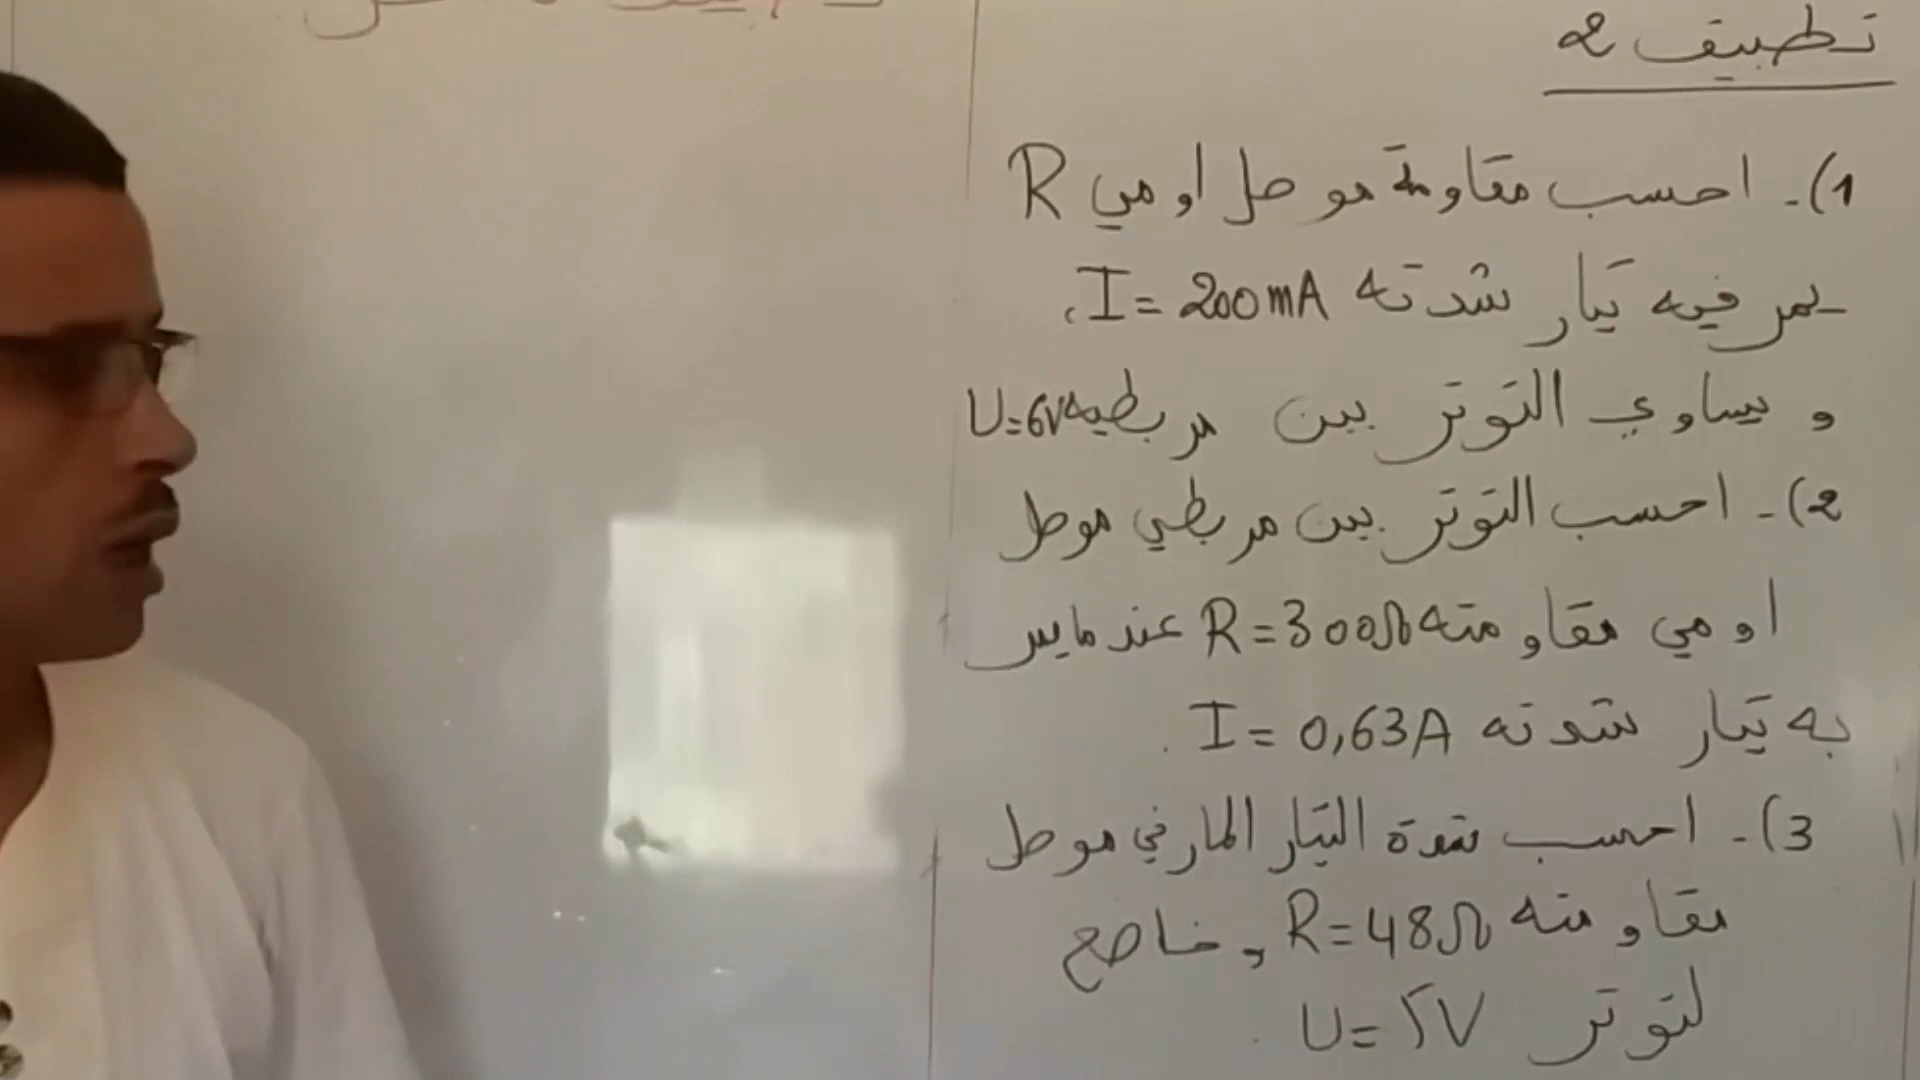 تطبيق 2
1)- احسب مقاومة موصل اومي R
يمر فيه تيار شدته I = 200mA،
و يساوي التوتر بين مربطيه U=6V
2)- احسب التوتر بين مربطي موصل
اومي مقاومته R=300Ω عندما يمر
به تيار شدته I = 0,63A .
3)- احسب شدة التيار المار في موصل
مقاومته R=48Ω، خاضع
لتوتر U=